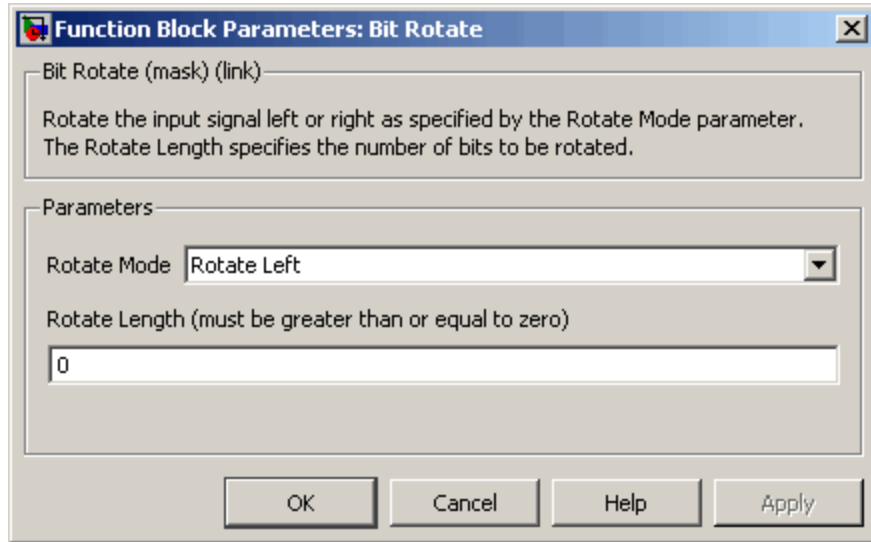 Function Block Parameters: Bit Rotate
Bit Rotate (mask) (link)
Rotate the input signal left or right as specified by the Rotate Mode parameter.
The Rotate Length specifies the number of bits to be rotated.
Parameters
Rotate Mode Rotate Left
Rotate Length (must be greater than or equal to zero)
0
OK Cancel Help Apply